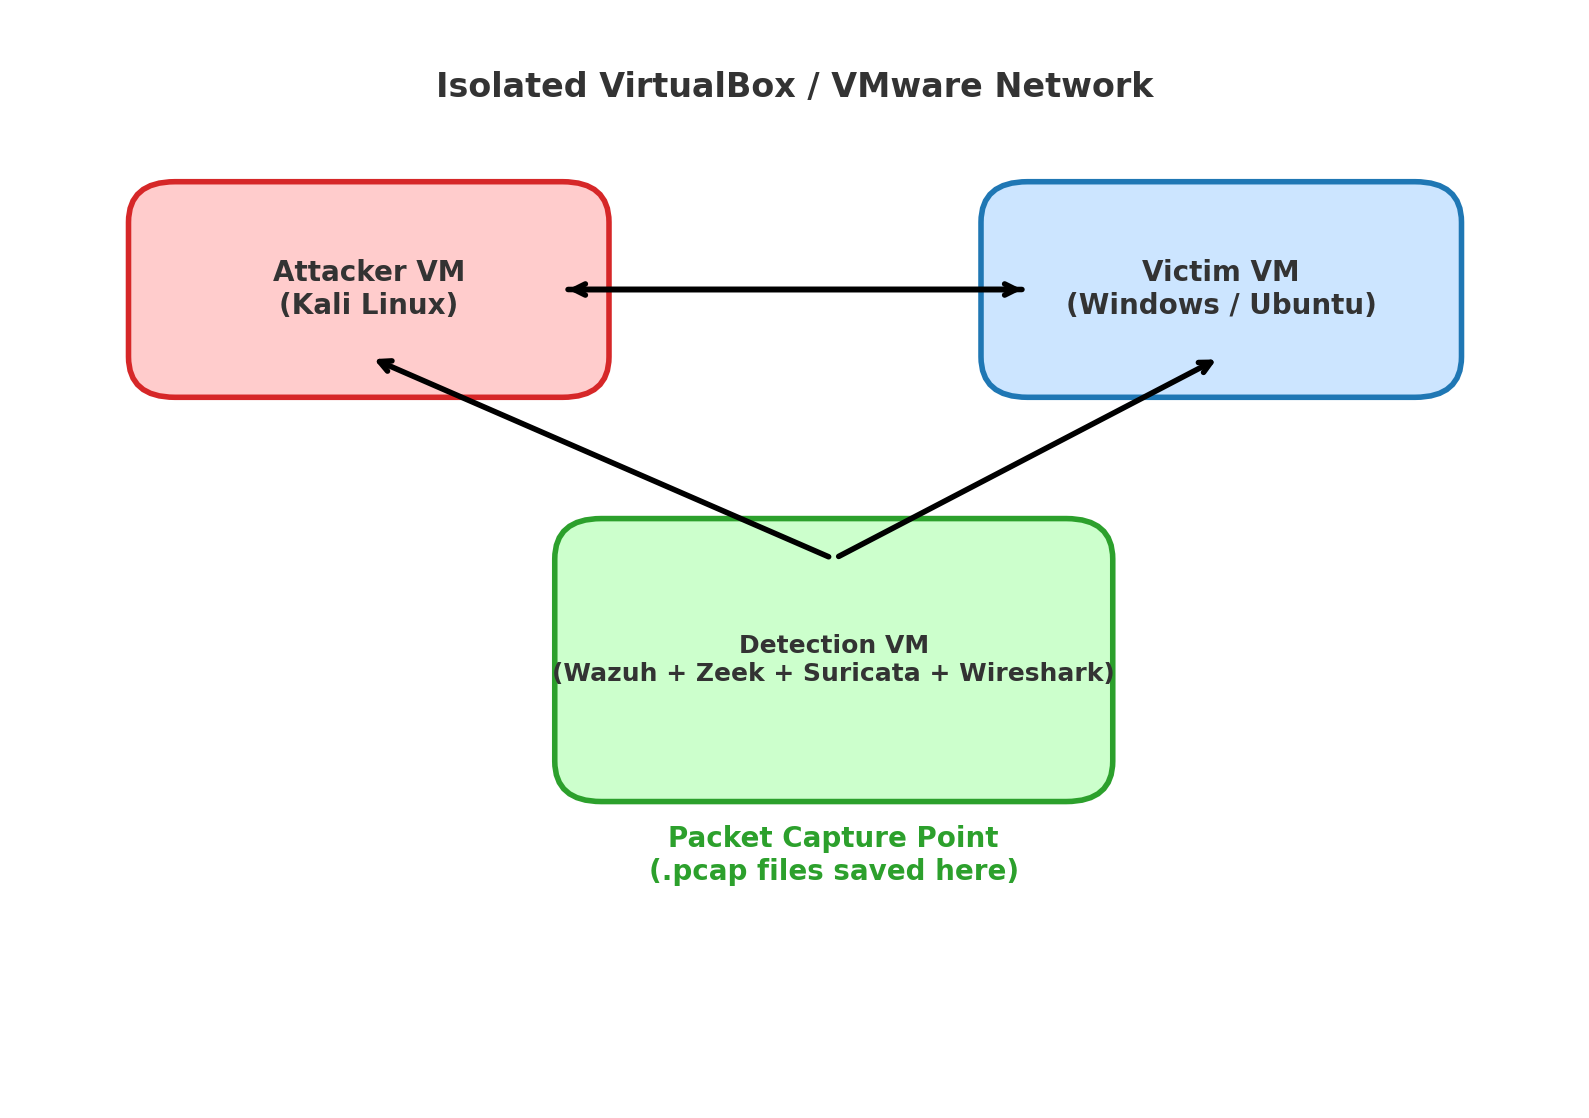 Isolated VirtualBox / VMware Network
Attacker VM
(Kali Linux)
Victim VM
(Windows / Ubuntu)
Detection VM
(Wazuh + Zeek + Suricata + Wireshark)
Packet Capture Point
(.pcap files saved here)